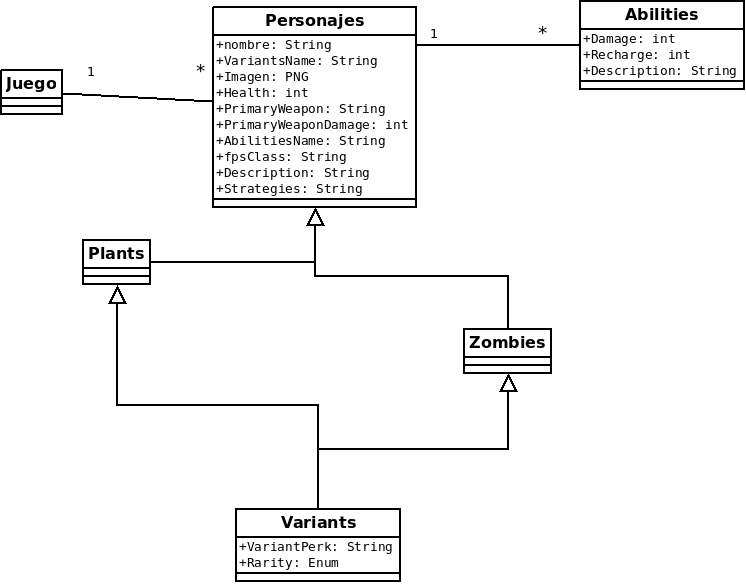 Personajes
+nombre: String
+VariantsName: String
+Imagen: PNG
+Health: int
+PrimaryWeapon: String
+PrimaryWeaponDamage: int
+AbilitiesName: String
+fpsClass: String
+Description: String
+Strategies: String
1
*
Abilities
+Damage: int
+Recharge: int
+Description: String
Juego
1
*
Plants
Zombies
Variants
+VariantPerk: String
+Rarity: Enum